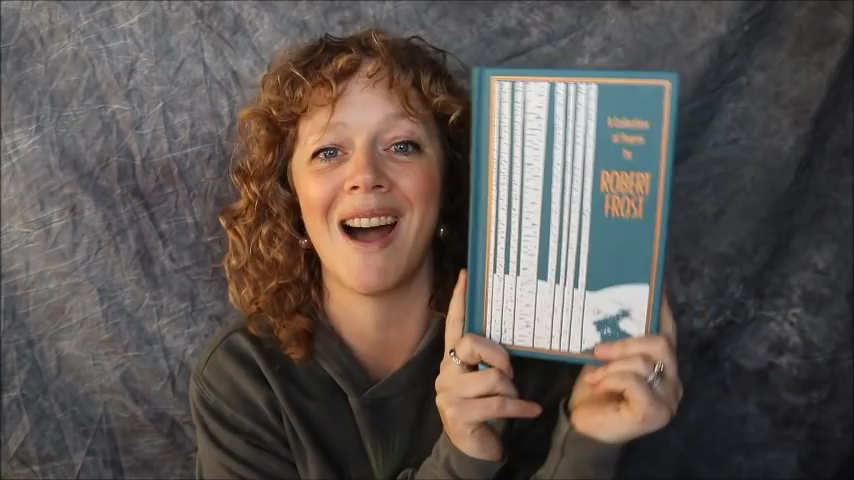 A Collection
of Poems
by
ROBERT
FROST